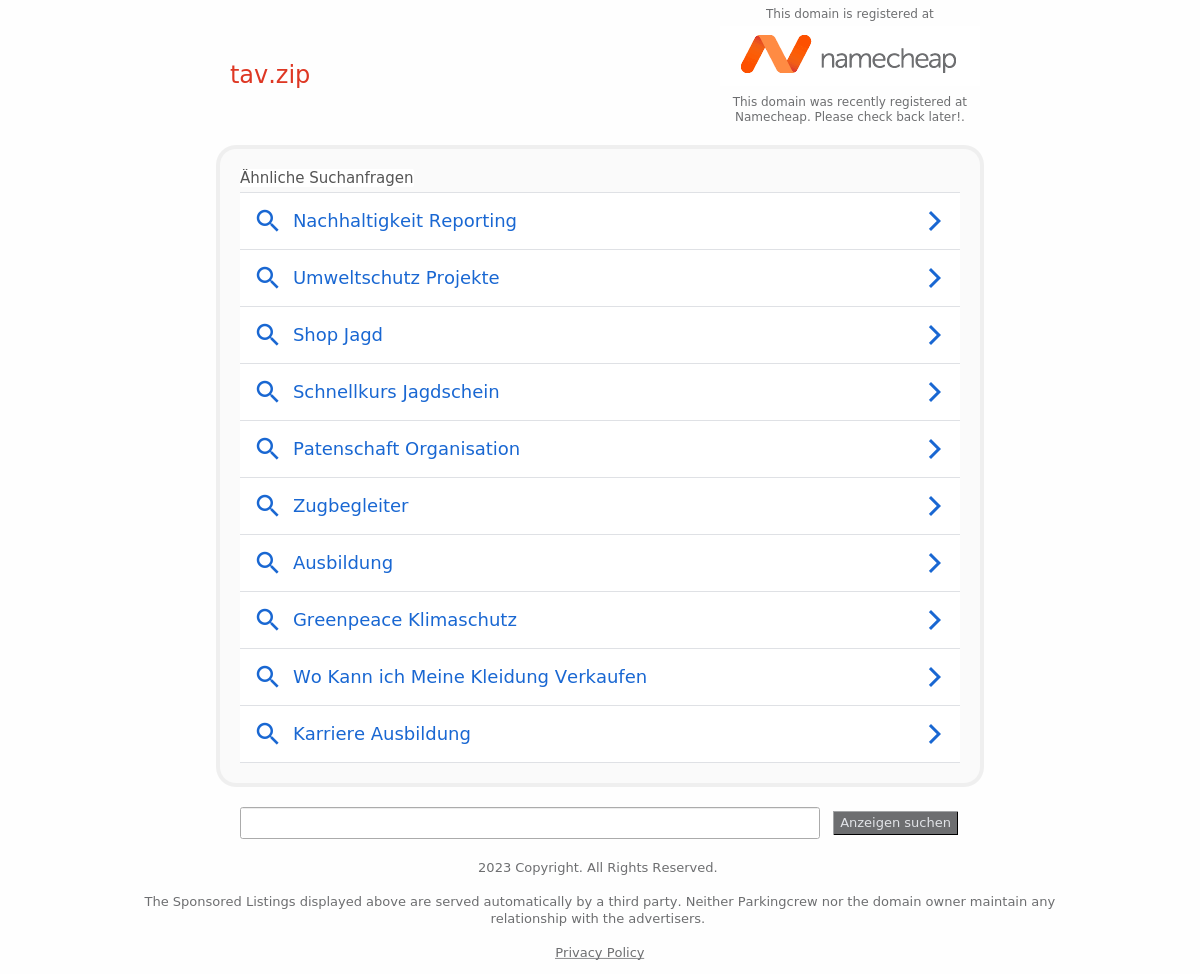 This domain is registered at
namecheap
tav.zip
This domain was recently registered at
Namecheap. Please check back later!.
Ähnliche Suchanfragen
Nachhaltigkeit Reporting
Umweltschutz Projekte
Shop Jagd
Schnellkurs Jagdschein
Patenschaft Organisation
Zugbegleiter
Ausbildung
Greenpeace Klimaschutz
Wo Kann ich Meine Kleidung Verkaufen
Karriere Ausbildung
Anzeigen suchen
2023 Copyright. All Rights Reserved.
The Sponsored Listings displayed above are served automatically by a third party. Neither Parkingcrew nor the domain owner maintain any
relationship with the advertisers.
Privacy Policy